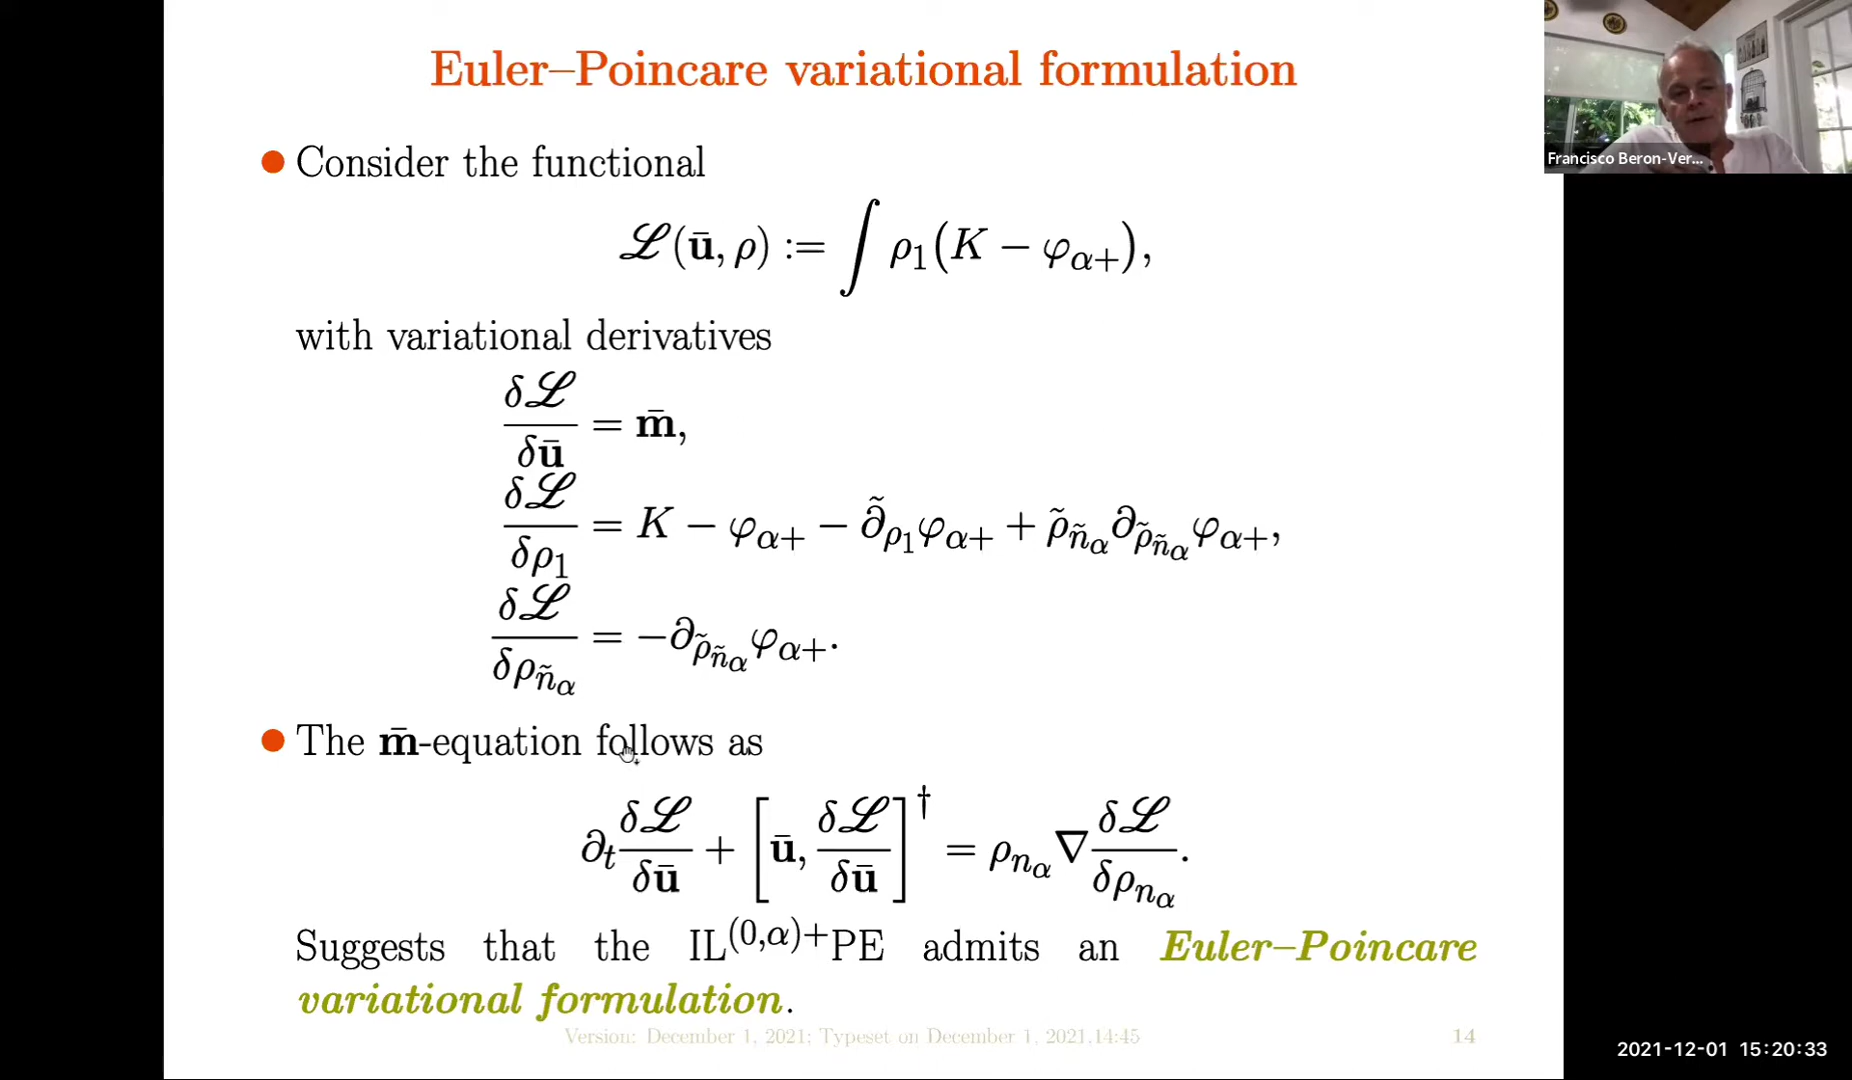 Euler–Poincare variational formulation
Francisco Beron-Ver...
● Consider the functional
ℒ(ū, ρ) := ∫ ρ₁(K − φ_{α+}),
with variational derivatives
δℒ/δū = m̄,
δℒ/δρ₁ = K − φ_{α+} − ∂̃_{ρ₁}φ_{α+} + ρ̃_{ñ_α}∂_{ρ̃_{ñ_α}}φ_{α+},
δℒ/δρ_{ñ_α} = −∂_{ρ̃_{ñ_α}}φ_{α+}.
● The m̄-equation follows as
∂_t δℒ/δū + [ū, δℒ/δū]^† = ρ_{n_α}∇ δℒ/δρ_{n_α}.
Suggests that the IL^{(0,α)+}PE admits an Euler–Poincare
variational formulation.
Version: December 1, 2021; Typeset on December 1, 2021.14:45
14
2021-12-01 15:20:33